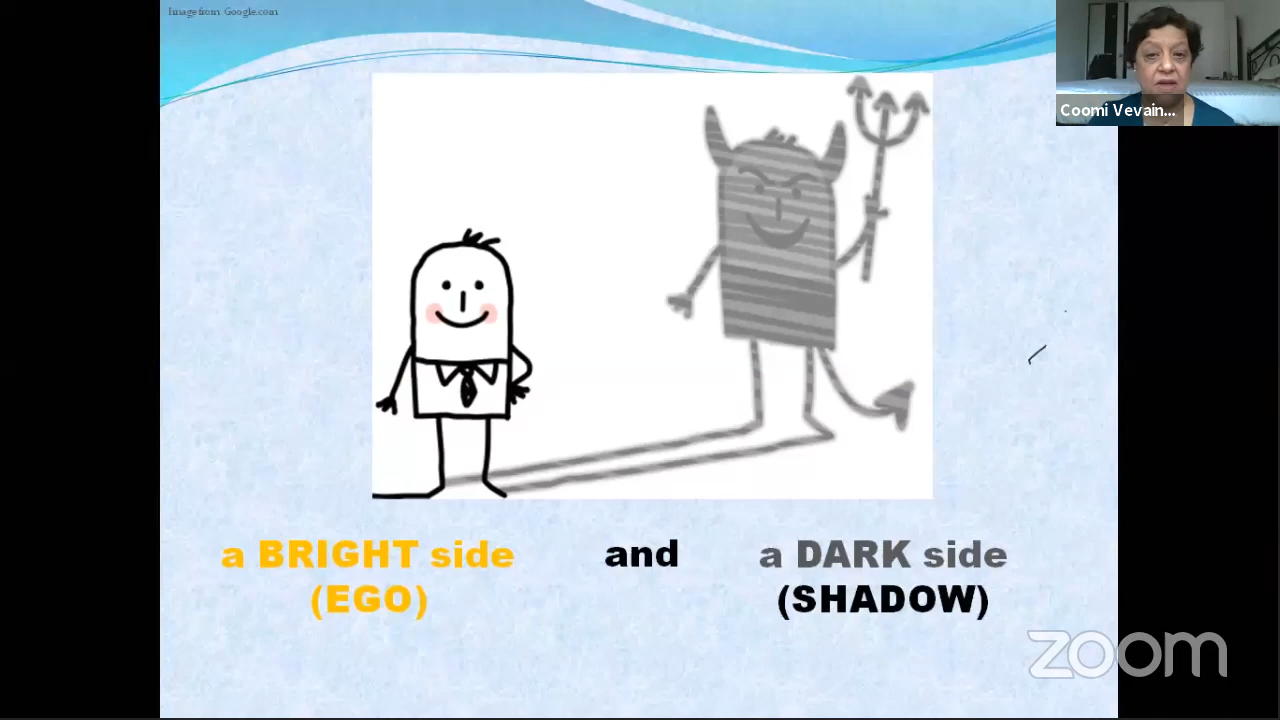 Image from Google.com
Coomi Vevain...
a BRIGHT side and a DARK side
(EGO) (SHADOW)
zoom